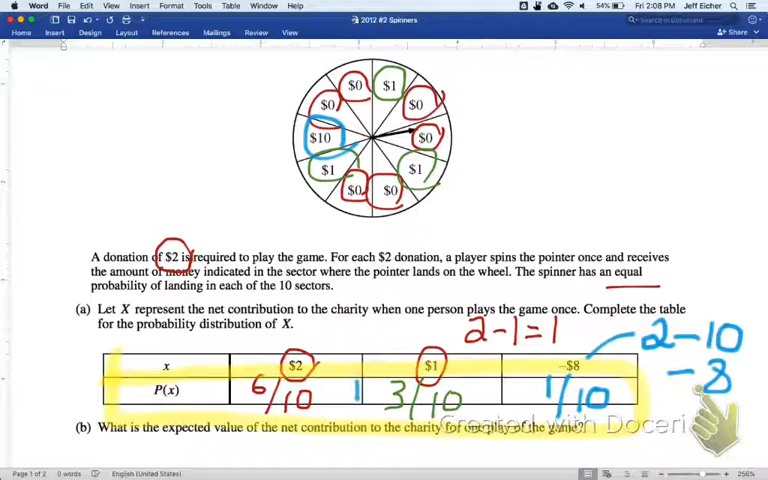 Word File Edit View Insert Format Tools Table Window Help 54% Fri 2:08 PM Jeff Eicher
2012 #2 Spinners
Search in Document
Home Insert Design Layout References Mailings Review View Share
$0 $1
$0 $0
$10 $0
$1 $1
$0 $0
A donation of $2 is required to play the game. For each $2 donation, a player spins the pointer once and receives
the amount of money indicated in the sector where the pointer lands on the wheel. The spinner has an equal
probability of landing in each of the 10 sectors.
(a) Let X represent the net contribution to the charity when one person plays the game once. Complete the table
for the probability distribution of X.
2-1=1
2-10
-8
x $2 $1 -$8
P(x) 6/10 3/10 1/10
Created with Doceri
(b) What is the expected value of the net contribution to the charity for one play of the game?
Page 1 of 2 0 words English (United States) 256%